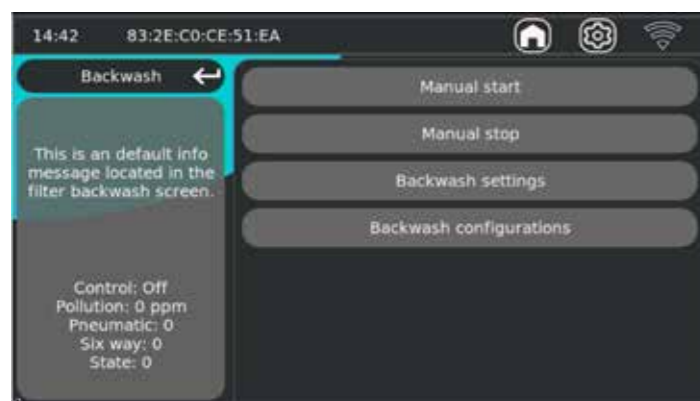 14:42 83:2E:C0:CE:51:EA
Backwash
This is an default info
message located in the
filter backwash screen.
Control: Off
Pollution: 0 ppm
Pneumatic: 0
Six way: 0
State: 0
Manual start
Manual stop
Backwash settings
Backwash configurations